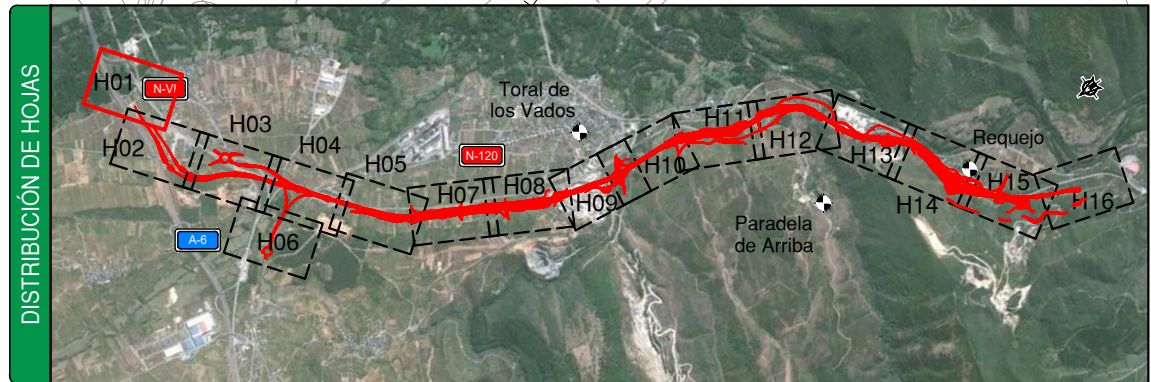 DISTRIBUCIÓN DE HOJAS
H01
N-VI
H02
H03
H04
H05
H06
A-6
N-120
Toral de
los Vados
H07
H08
H09
H10
H11
H12
Paradela
de Arriba
H13
H14
Requejo
H15
H16